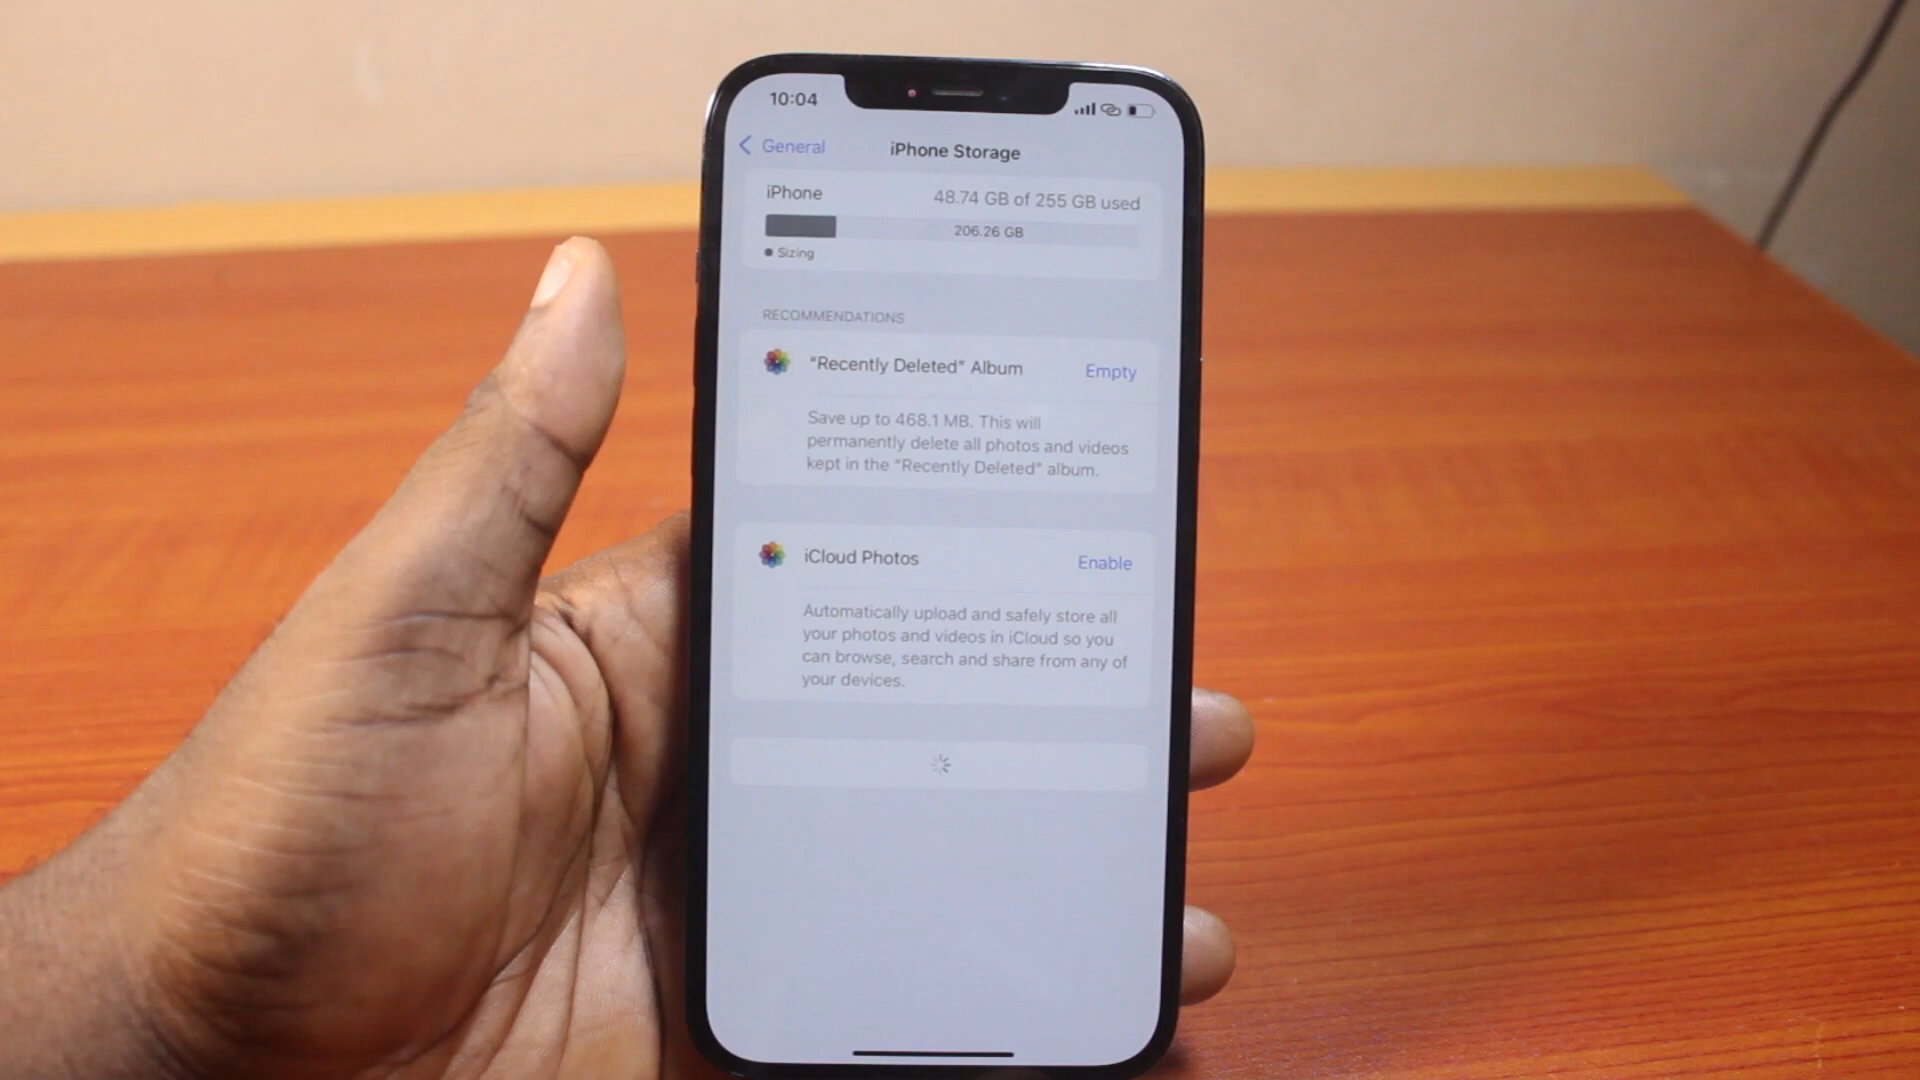 10:04
General
iPhone Storage
iPhone
48.74 GB of 255 GB used
206.26 GB
Sizing
RECOMMENDATIONS
“Recently Deleted” Album
Empty
Save up to 468.1 MB. This will
permanently delete all photos and videos
kept in the “Recently Deleted” album.
iCloud Photos
Enable
Automatically upload and safely store all
your photos and videos in iCloud so you
can browse, search and share from any of
your devices.